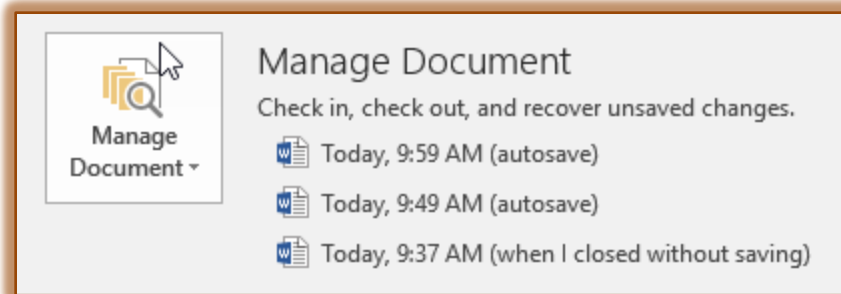 Manage Document
Check in, check out, and recover unsaved changes.
Manage
Document
Today, 9:59 AM (autosave)
Today, 9:49 AM (autosave)
Today, 9:37 AM (when I closed without saving)